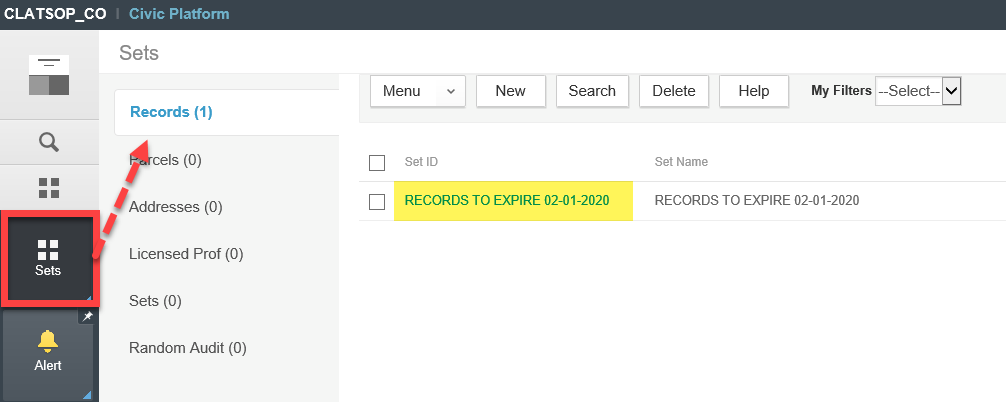 CLATSOP_CO | Civic Platform
Sets
Menu New Search Delete Help My Filters --Select--
Records (1)
Parcels (0)
Addresses (0)
Licensed Prof (0)
Sets (0)
Random Audit (0)
Set ID Set Name
RECORDS TO EXPIRE 02-01-2020 RECORDS TO EXPIRE 02-01-2020
Sets
Alert